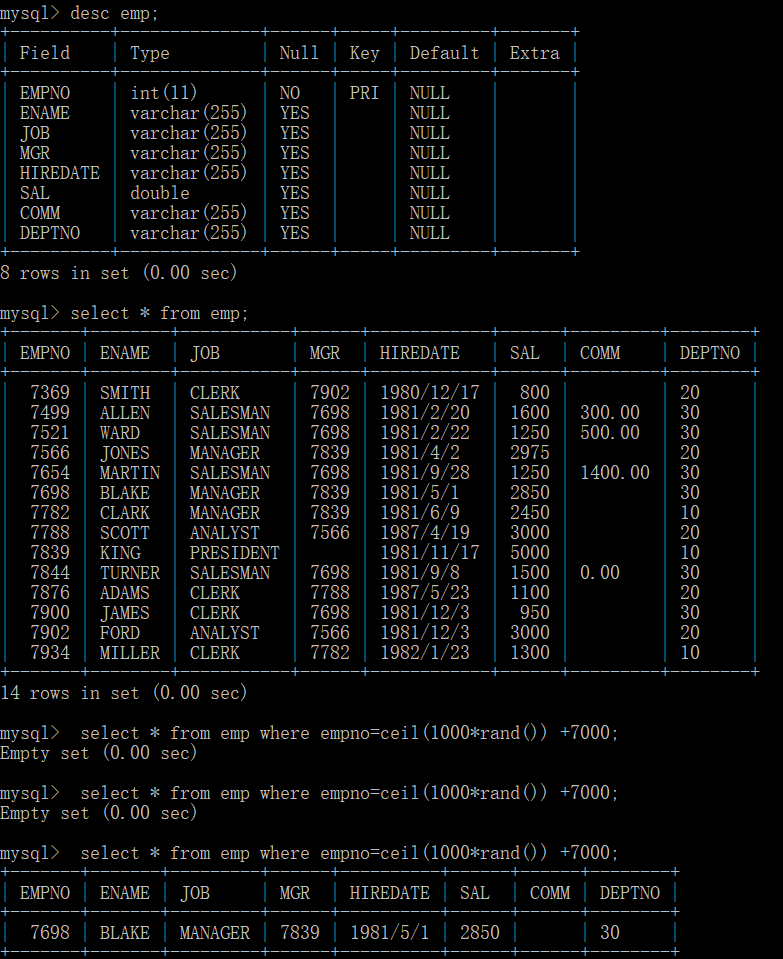 mysql> desc emp;
+----------+--------------+------+-----+---------+-------+
| Field    | Type         | Null | Key | Default | Extra |
+----------+--------------+------+-----+---------+-------+
| EMPNO    | int(11)      | NO   | PRI | NULL    |       |
| ENAME    | varchar(255) | YES  |     | NULL    |       |
| JOB      | varchar(255) | YES  |     | NULL    |       |
| MGR      | varchar(255) | YES  |     | NULL    |       |
| HIREDATE | varchar(255) | YES  |     | NULL    |       |
| SAL      | double       | YES  |     | NULL    |       |
| COMM     | varchar(255) | YES  |     | NULL    |       |
| DEPTNO   | varchar(255) | YES  |     | NULL    |       |
+----------+--------------+------+-----+---------+-------+
8 rows in set (0.00 sec)

mysql> select * from emp;
+-------+--------+-----------+------+------------+------+---------+--------+
| EMPNO | ENAME  | JOB       | MGR  | HIREDATE   | SAL  | COMM    | DEPTNO |
+-------+--------+-----------+------+------------+------+---------+--------+
|  7369 | SMITH  | CLERK     | 7902 | 1980/12/17 |  800 |         | 20     |
|  7499 | ALLEN  | SALESMAN  | 7698 | 1981/2/20  | 1600 | 300.00  | 30     |
|  7521 | WARD   | SALESMAN  | 7698 | 1981/2/22  | 1250 | 500.00  | 30     |
|  7566 | JONES  | MANAGER   | 7839 | 1981/4/2   | 2975 |         | 20     |
|  7654 | MARTIN | SALESMAN  | 7698 | 1981/9/28  | 1250 | 1400.00 | 30     |
|  7698 | BLAKE  | MANAGER   | 7839 | 1981/5/1   | 2850 |         | 30     |
|  7782 | CLARK  | MANAGER   | 7839 | 1981/6/9   | 2450 |         | 10     |
|  7788 | SCOTT  | ANALYST   | 7566 | 1987/4/19  | 3000 |         | 20     |
|  7839 | KING   | PRESIDENT |      | 1981/11/17 | 5000 |         | 10     |
|  7844 | TURNER | SALESMAN  | 7698 | 1981/9/8   | 1500 | 0.00    | 30     |
|  7876 | ADAMS  | CLERK     | 7788 | 1987/5/23  | 1100 |         | 20     |
|  7900 | JAMES  | CLERK     | 7698 | 1981/12/3  |  950 |         | 30     |
|  7902 | FORD   | ANALYST   | 7566 | 1981/12/3  | 3000 |         | 20     |
|  7934 | MILLER | CLERK     | 7782 | 1982/1/23  | 1300 |         | 10     |
+-------+--------+-----------+------+------------+------+---------+--------+
14 rows in set (0.00 sec)

mysql>  select * from emp where empno=ceil(1000*rand()) +7000;
Empty set (0.00 sec)

mysql>  select * from emp where empno=ceil(1000*rand()) +7000;
Empty set (0.00 sec)

mysql>  select * from emp where empno=ceil(1000*rand()) +7000;
+-------+-------+---------+------+----------+------+------+--------+
| EMPNO | ENAME | JOB     | MGR  | HIREDATE | SAL  | COMM | DEPTNO |
+-------+-------+---------+------+----------+------+------+--------+
|  7698 | BLAKE | MANAGER | 7839 | 1981/5/1 | 2850 |      | 30     |
+-------+-------+---------+------+----------+------+------+--------+